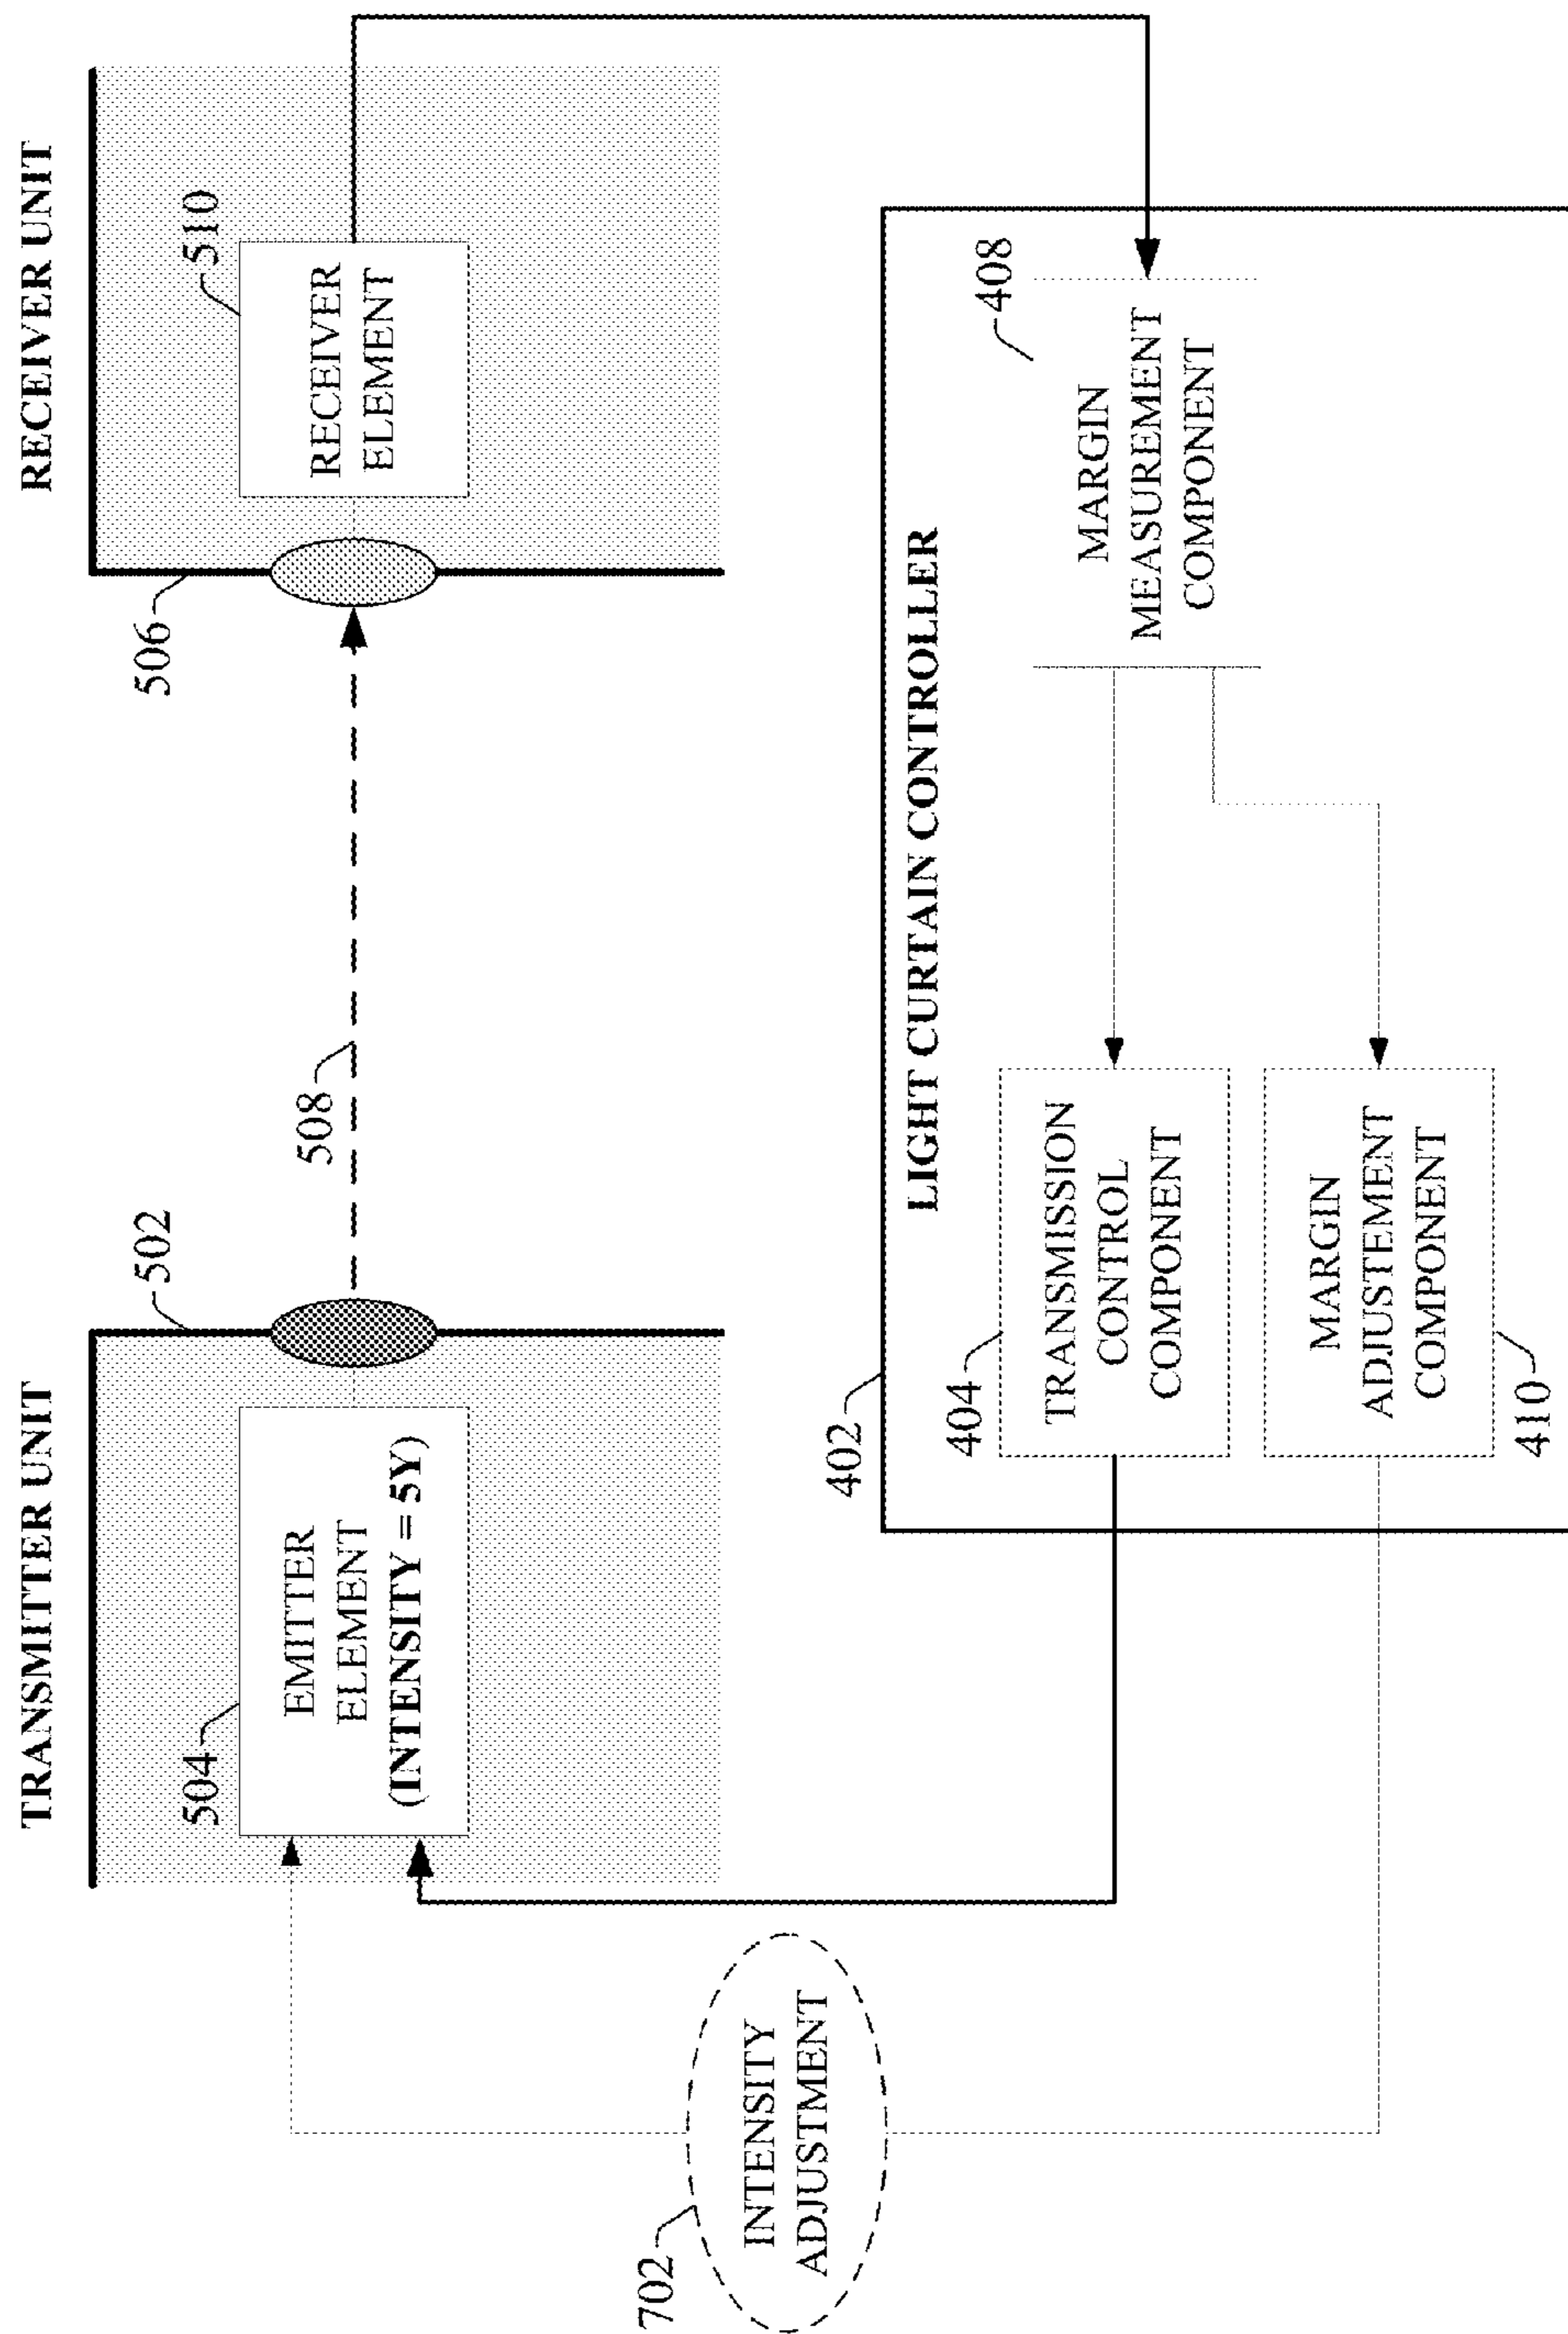 TRANSMITTER UNIT
RECEIVER UNIT
504
EMITTER
ELEMENT
(INTENSITY = 5Y)
502
508
506
510
RECEIVER
ELEMENT
702
INTENSITY
ADJUSTMENT
402
LIGHT CURTAIN CONTROLLER
404
TRANSMISSION
CONTROL
COMPONENT
408
MARGIN
MEASUREMENT
COMPONENT
MARGIN
ADJUSTEMENT
COMPONENT
410